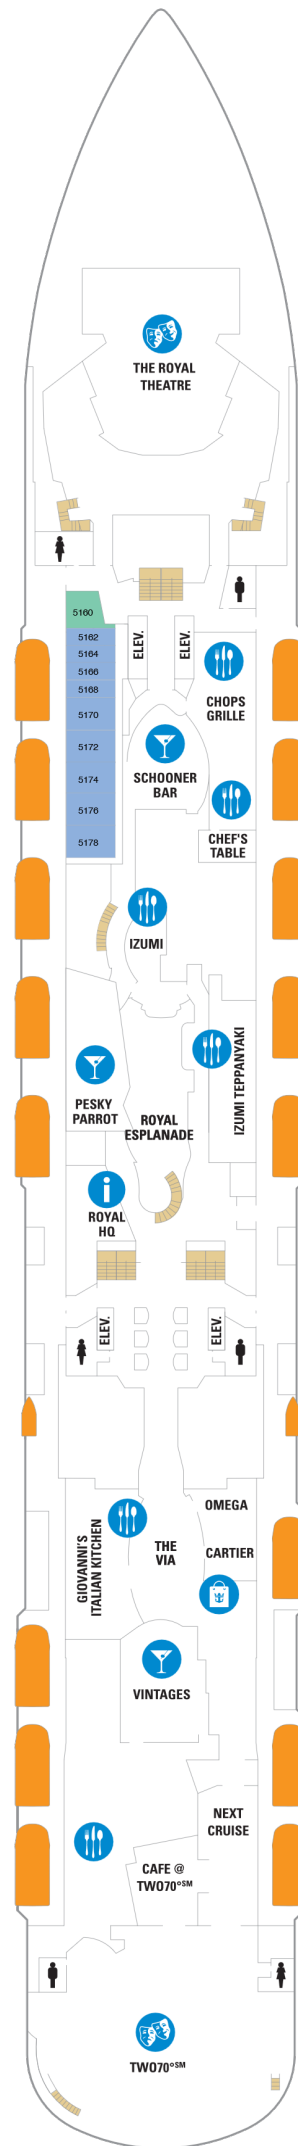 THE ROYAL
THEATRE
5160
5162
5164
5166
5168
5170
5172
5174
5176
5178
ELEV.
ELEV.
CHOPS
GRILLE
SCHOONER
BAR
CHEF'S
TABLE
IZUMI
IZUMI TEPPANYAKI
PESKY
PARROT
ROYAL
ESPLANADE
ROYAL
HQ
ELEV.
ELEV.
OMEGA
GIOVANNI'S
ITALIAN KITCHEN
THE
VIA
CARTIER
VINTAGES
NEXT
CRUISE
CAFE @
TWO70°SM
TWO70°SM